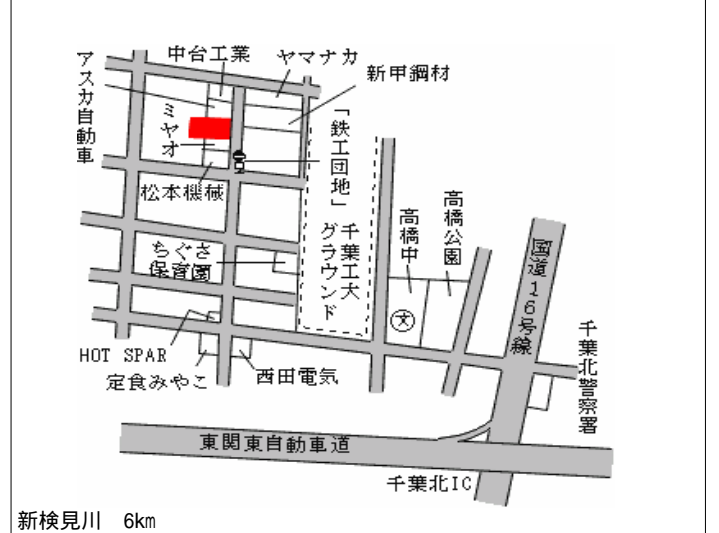 中台工業
ヤマナカ
新甲鋼材
アスカ自動車
ミヤオ
「鉄工団地」
松本機械
千葉工大
グラウンド
高橋中
高橋公園
国道16号線
ちぐさ
保育園
文
千葉北警察署
HOT SPAR
定食みやこ
西田電気
東関東自動車道
千葉北IC
新検見川 6km